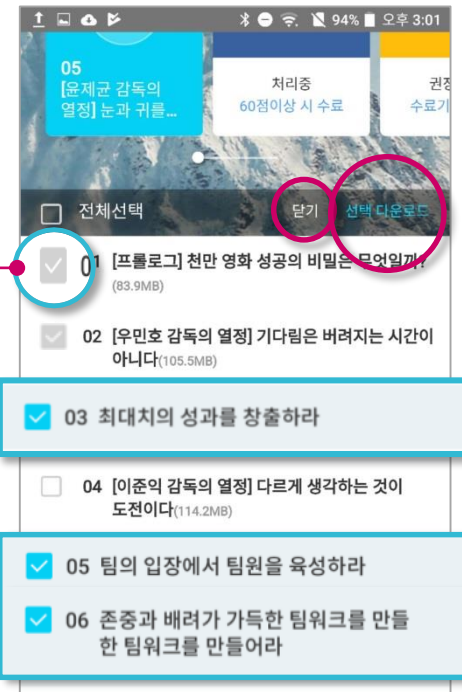 94% 오후 3:01
05
[윤제균 감독의
열정] 눈과 귀를...
처리중
60점이상 시 수료
권장
수료기
전체선택
닫기
선택 다운로드
01 [프롤로그] 천만 영화 성공의 비밀은 무엇일까?
(83.9MB)
02 [우민호 감독의 열정] 기다림은 버려지는 시간이
아니다(105.5MB)
03 최대치의 성과를 창출하라
04 [이준익 감독의 열정] 다르게 생각하는 것이
도전이다(114.2MB)
05 팀의 입장에서 팀원을 육성하라
06 존중과 배려가 가득한 팀워크를 만들
한 팀워크를 만들어라